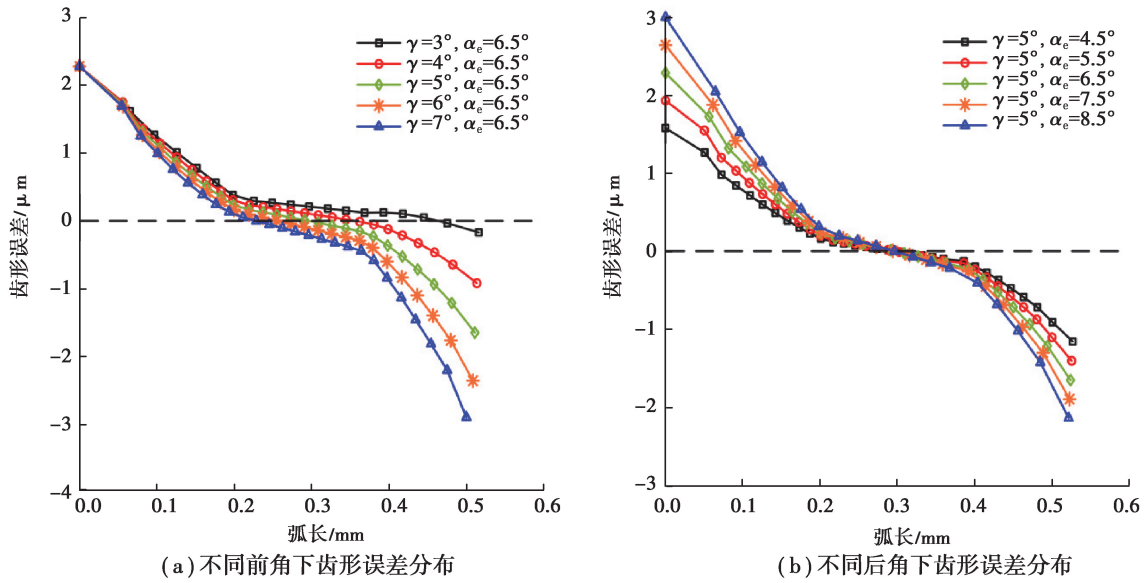 3
2
1
0
−1
−2
−3
−4
齿形误差/μm
γ=3°, αe=6.5°
γ=4°, αe=6.5°
γ=5°, αe=6.5°
γ=6°, αe=6.5°
γ=7°, αe=6.5°
0.0 0.1 0.2 0.3 0.4 0.5 0.6
弧长/mm
(a)不同前角下齿形误差分布
3
2
1
0
−1
−2
−3
齿形误差/μm
γ=5°, αe=4.5°
γ=5°, αe=5.5°
γ=5°, αe=6.5°
γ=5°, αe=7.5°
γ=5°, αe=8.5°
0.0 0.1 0.2 0.3 0.4 0.5 0.6
弧长/mm
(b)不同后角下齿形误差分布